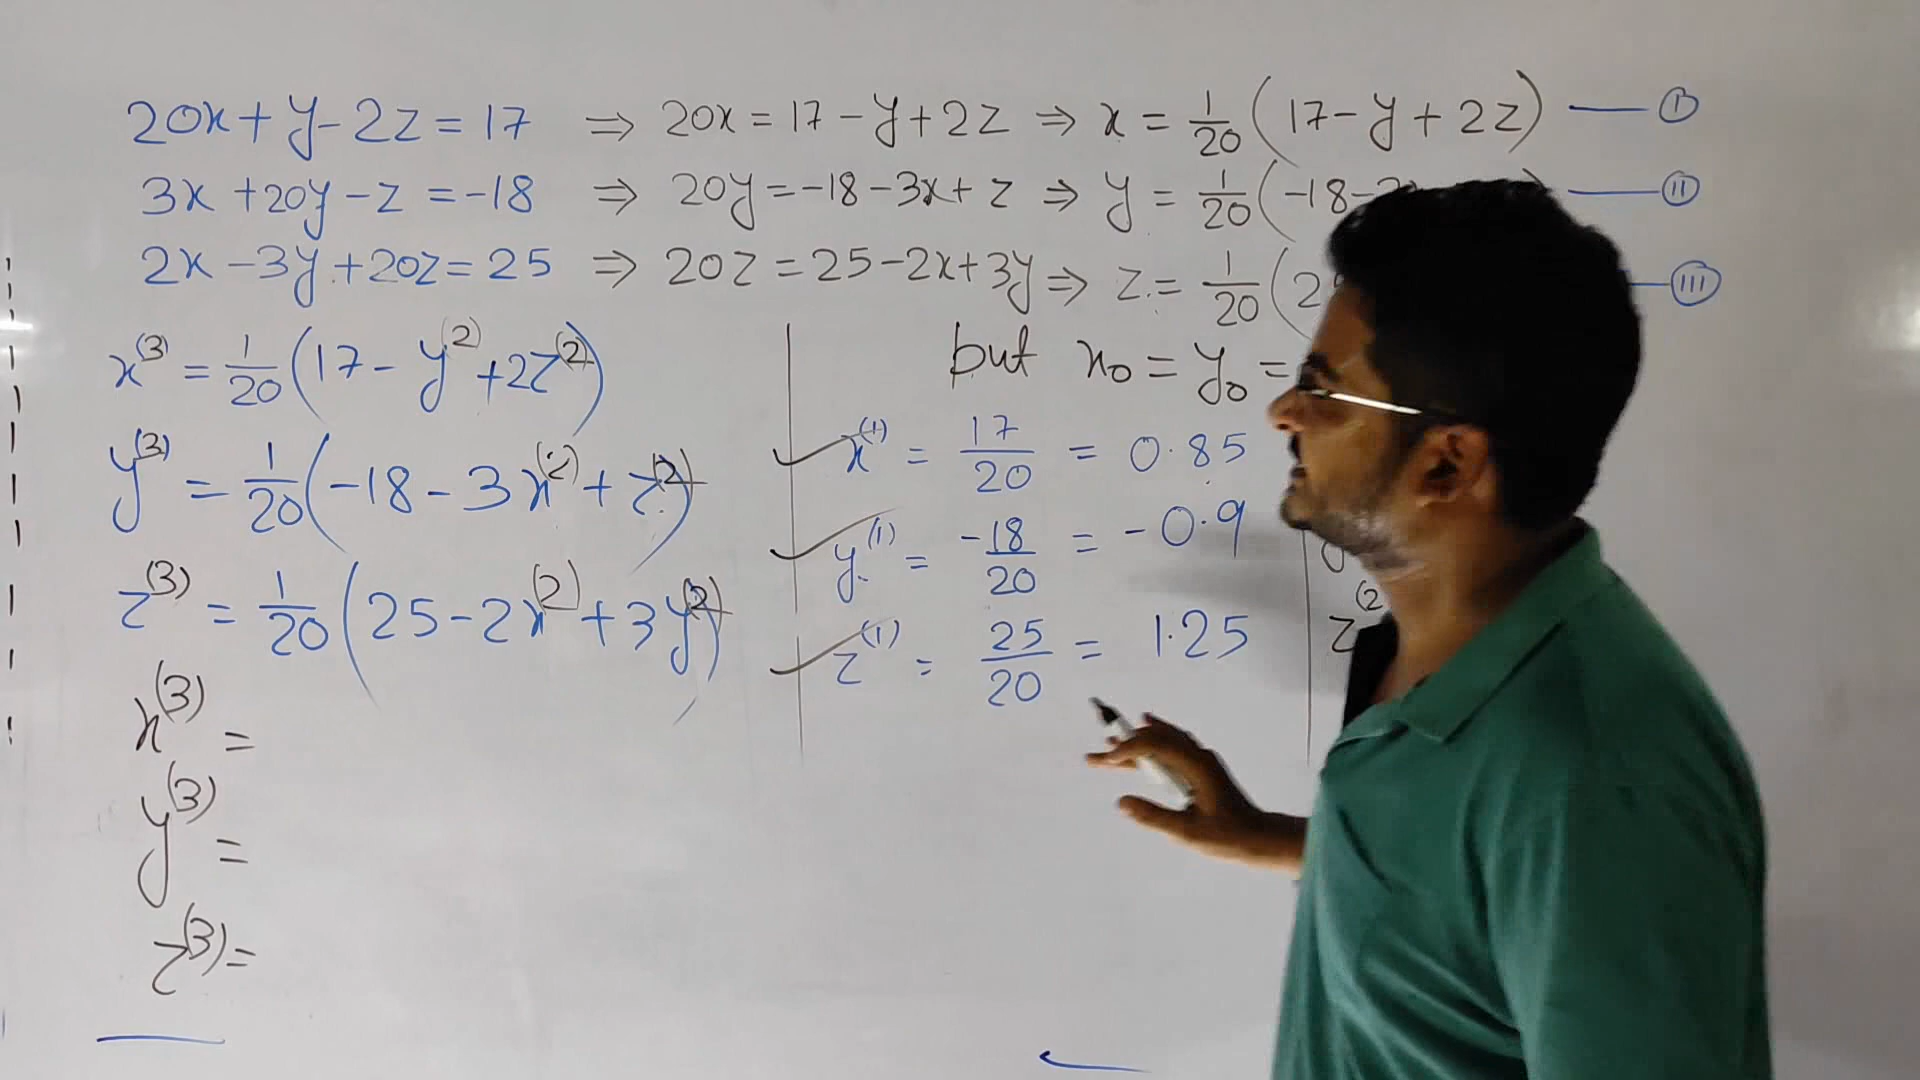 20x + y - 2z = 17 ⇒ 20x = 17 - y + 2z ⇒ x = 1/20 (17 - y + 2z) — I
3x + 20y - z = -18 ⇒ 20y = -18 - 3x + z ⇒ y = 1/20 (-18 - — II
2x - 3y + 20z = 25 ⇒ 20z = 25 - 2x + 3y ⇒ z = 1/20 (2 — III
x^(3) = 1/20 (17 - y^(2) + 2z^(2))
y^(3) = 1/20 (-18 - 3x^(2) + z^(2))
z^(3) = 1/20 (25 - 2x^(2) + 3y^(2))
x^(3) =
y^(3) =
z^(3) =
but x₀ = y₀ =
x^(1) = 17/20 = 0.85
y^(1) = -18/20 = -0.9
z^(1) = 25/20 = 1.25
z^(2